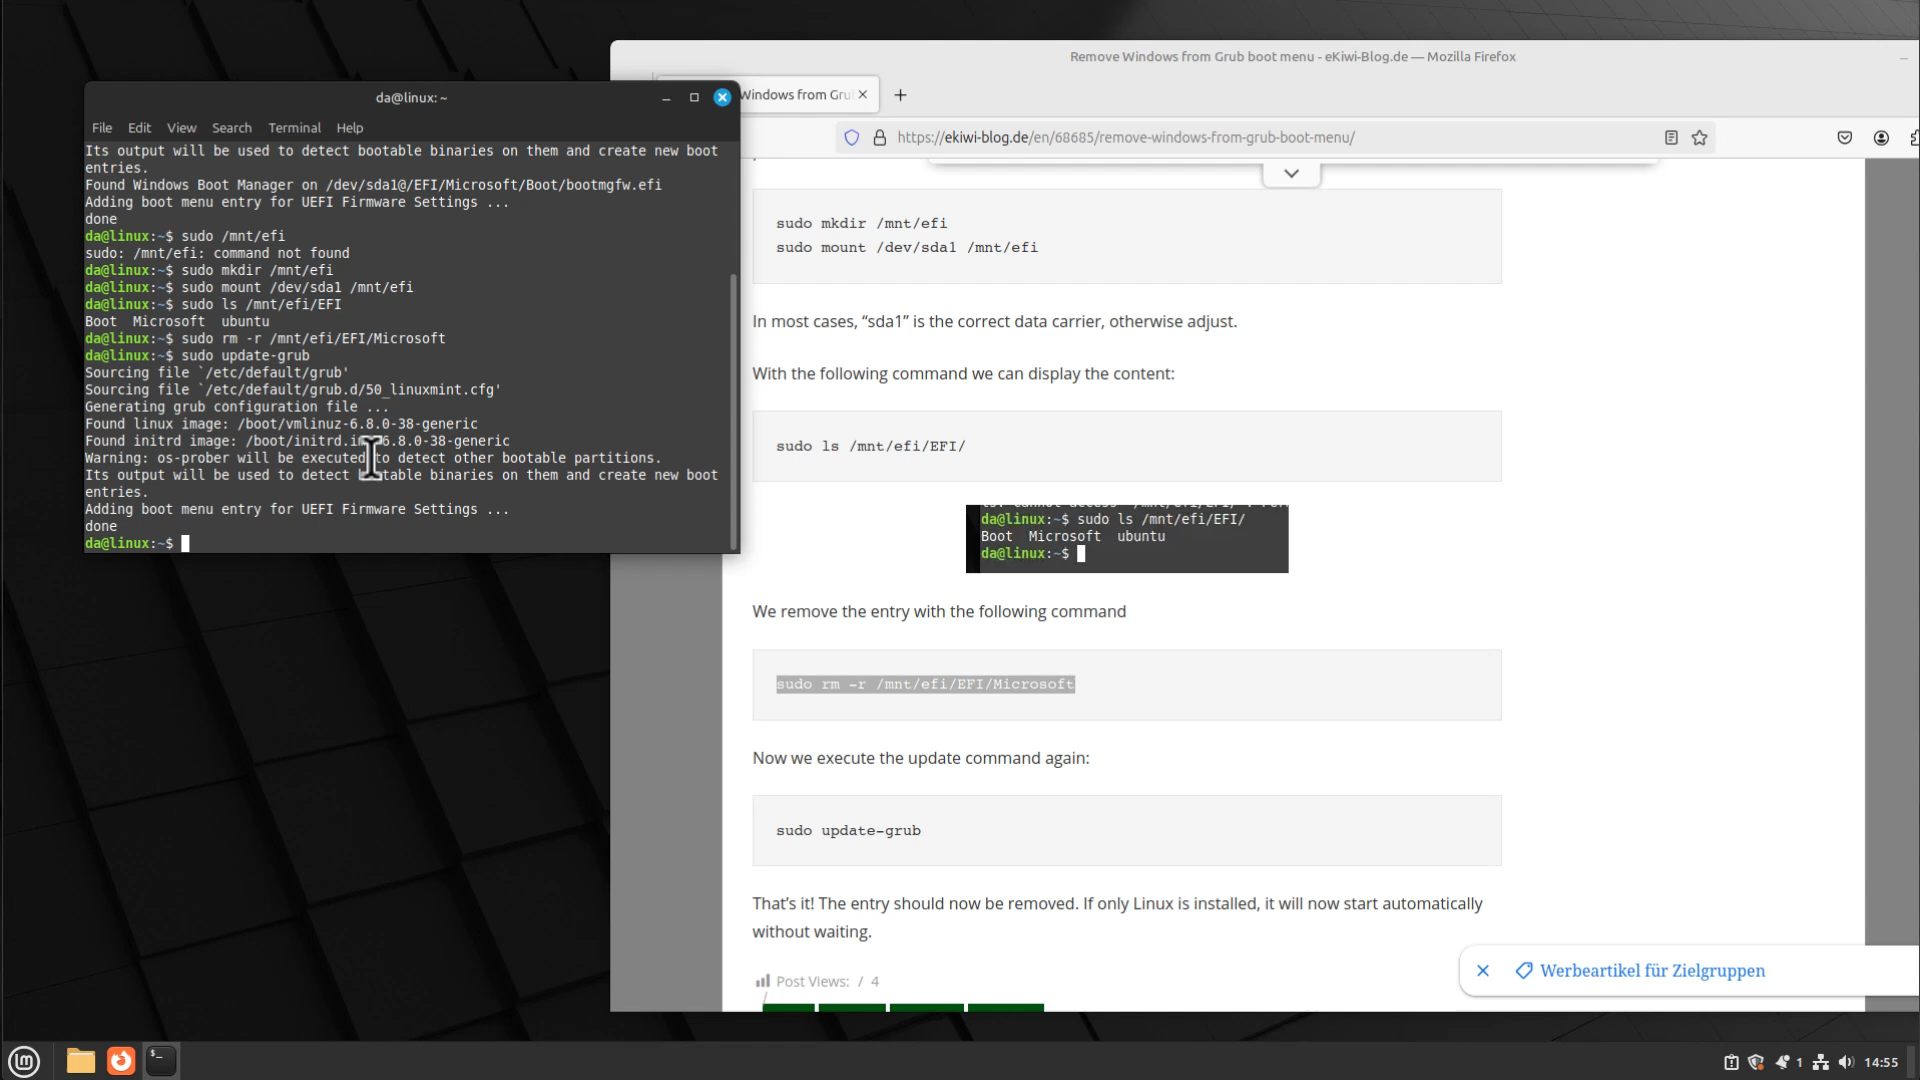 Remove Windows from Grub boot menu - eKiwi-Blog.de — Mozilla Firefox
Windows from Gru
https://ekiwi-blog.de/en/68685/remove-windows-from-grub-boot-menu/
da@linux: ~
File Edit View Search Terminal Help
Its output will be used to detect bootable binaries on them and create new boot
entries.
Found Windows Boot Manager on /dev/sda1@/EFI/Microsoft/Boot/bootmgfw.efi
Adding boot menu entry for UEFI Firmware Settings ...
done
da@linux:~$ sudo /mnt/efi
sudo: /mnt/efi: command not found
da@linux:~$ sudo mkdir /mnt/efi
da@linux:~$ sudo mount /dev/sda1 /mnt/efi
da@linux:~$ sudo ls /mnt/efi/EFI
Boot Microsoft ubuntu
da@linux:~$ sudo rm -r /mnt/efi/EFI/Microsoft
da@linux:~$ sudo update-grub
Sourcing file `/etc/default/grub'
Sourcing file `/etc/default/grub.d/50_linuxmint.cfg'
Generating grub configuration file ...
Found linux image: /boot/vmlinuz-6.8.0-38-generic
Found initrd image: /boot/initrd.img-6.8.0-38-generic
Warning: os-prober will be executed to detect other bootable partitions.
Its output will be used to detect bootable binaries on them and create new boot
entries.
Adding boot menu entry for UEFI Firmware Settings ...
done
da@linux:~$
sudo mkdir /mnt/efi
sudo mount /dev/sda1 /mnt/efi
In most cases, “sda1” is the correct data carrier, otherwise adjust.
With the following command we can display the content:
sudo ls /mnt/efi/EFI/
da@linux:~$ sudo ls /mnt/efi/EFI/
Boot Microsoft ubuntu
da@linux:~$
We remove the entry with the following command
sudo rm -r /mnt/efi/EFI/Microsoft
Now we execute the update command again:
sudo update-grub
That’s it! The entry should now be removed. If only Linux is installed, it will now start automatically
without waiting.
Post Views: / 4
Werbeartikel für Zielgruppen
1
14:55